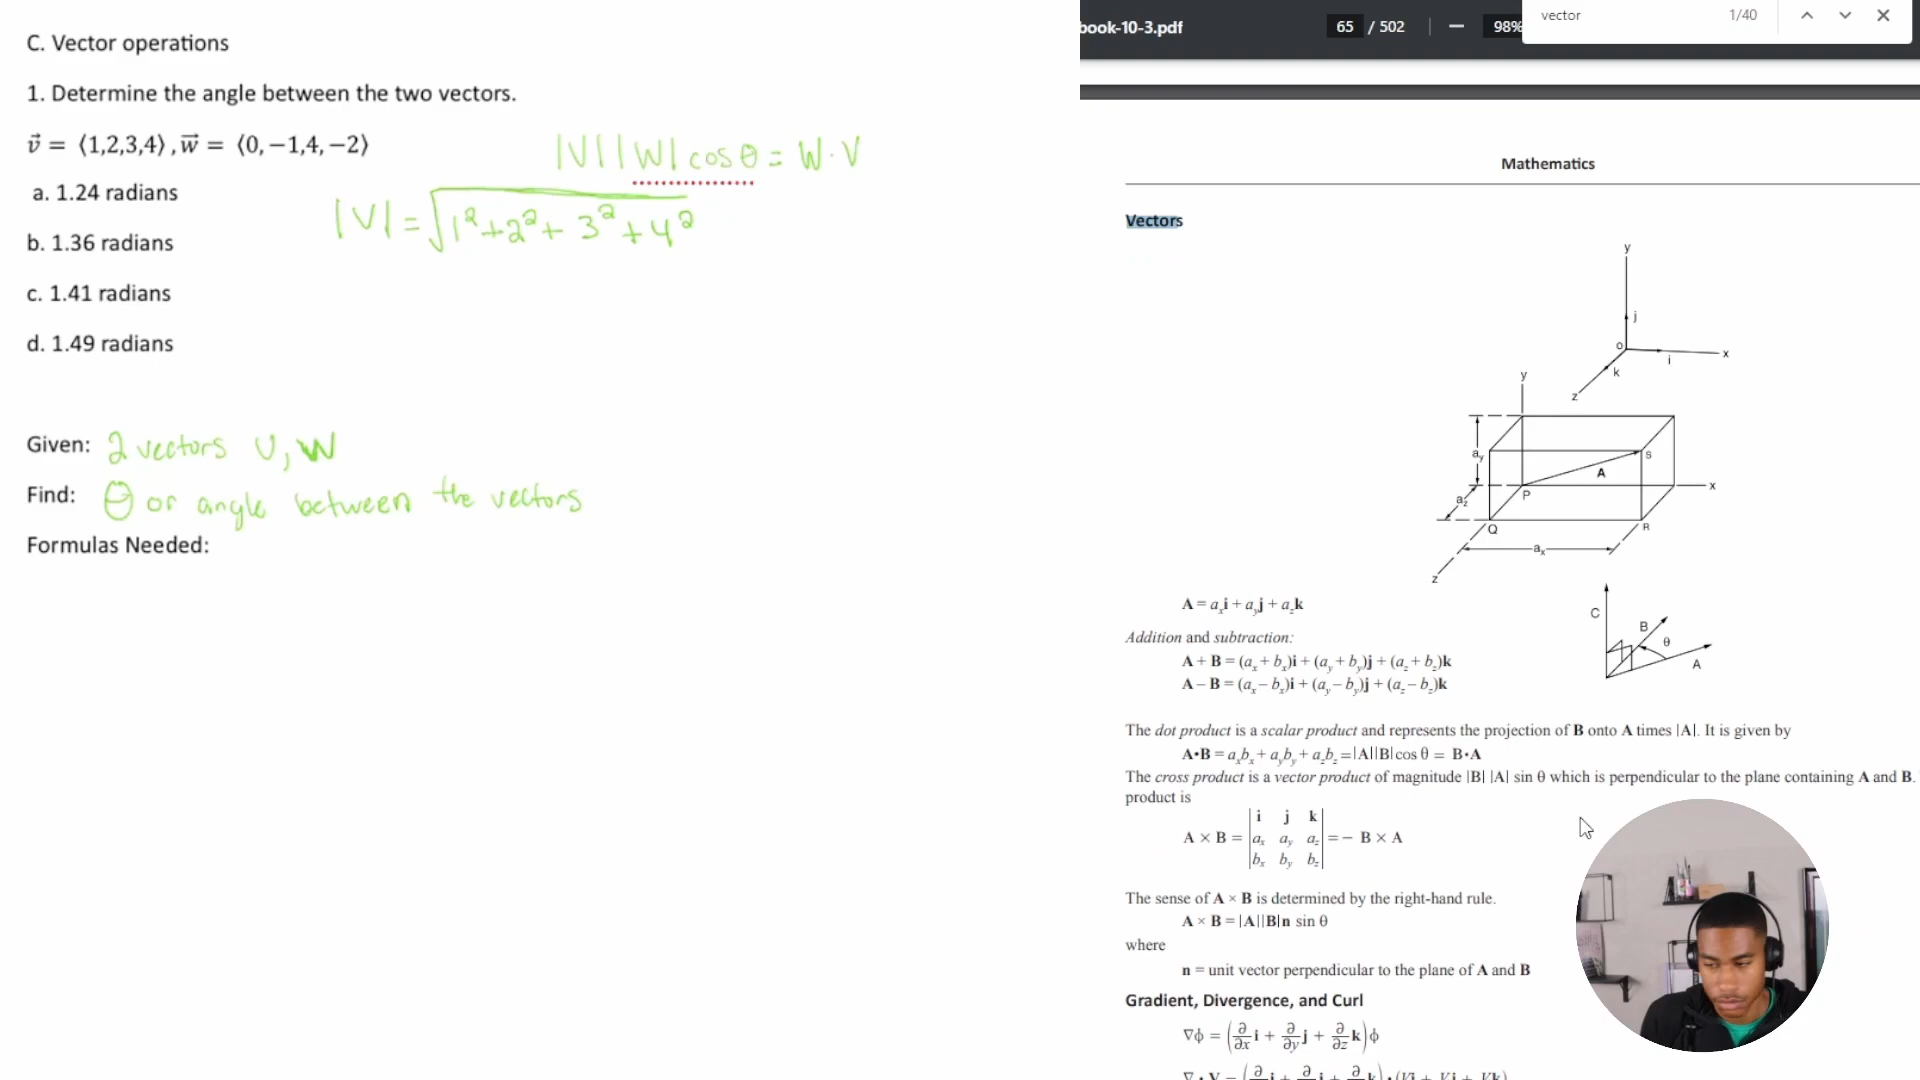 C. Vector operations
1. Determine the angle between the two vectors.
v⃗ = ⟨1,2,3,4⟩ , w⃗ = ⟨0, −1,4, −2⟩
|V| |W| cos θ = W · V
a. 1.24 radians
|V| = √(1² + 2² + 3² + 4²)
b. 1.36 radians
c. 1.41 radians
d. 1.49 radians
Given: 2 vectors V, W
Find: θ or angle between the vectors
Formulas Needed:
book-10-3.pdf
65 / 502
98%
vector
1/40
Mathematics
Vectors
y
j
o
x
i
k
z
y
a_y
S
A
x
P
a_z
Q
R
a_x
z
C
B
θ
A
A = a_x i + a_y j + a_z k
Addition and subtraction:
A + B = (a_x + b_x)i + (a_y + b_y)j + (a_z + b_z)k
A − B = (a_x − b_x)i + (a_y − b_y)j + (a_z − b_z)k
The dot product is a scalar product and represents the projection of B onto A times |A|. It is given by
A•B = a_x b_x + a_y b_y + a_z b_z = |A||B| cos θ = B•A
The cross product is a vector product of magnitude |B| |A| sin θ which is perpendicular to the plane containing A and B.
product is
i j k
A × B = |a_x a_y a_z| = − B × A
b_x b_y b_z
The sense of A × B is determined by the right-hand rule.
A × B = |A||B|n sin θ
where
n = unit vector perpendicular to the plane of A and B
Gradient, Divergence, and Curl
∇ϕ = (∂/∂x i + ∂/∂y j + ∂/∂z k)ϕ